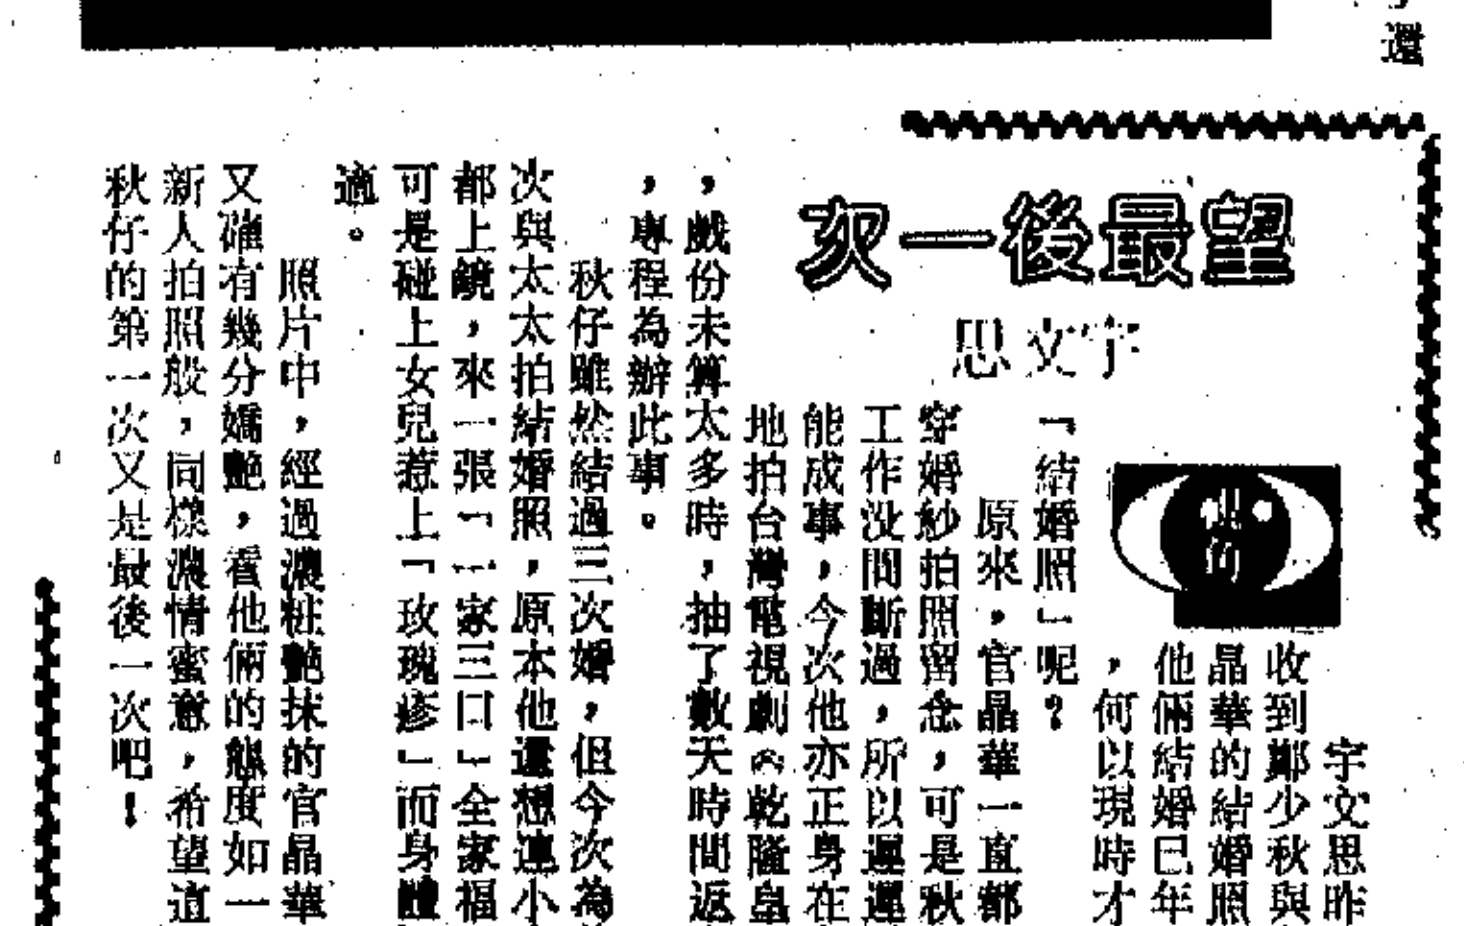 還
望最後一次
宇文思
宇文思昨
收到鄭少秋與
晶華的結婚照
他倆結婚已年
，何以現時才
「結婚照」呢？
原來，官晶華一直都
穿婚紗拍照留念，可是秋
工作沒間斷過，所以遲遲
能成事，今次他亦正身在
地拍台灣電視劇《乾隆皇
，戲份未算太多時，抽了數天時間返
，專程為辦此事。
秋仔雖然結過三次婚，但今次為
次與太太拍結婚照，原本他還想連小
都上鏡，來一張「一家三口」全家福
可是碰上女兒惹上「玫瑰疹」而身體
適。
照片中，經過濃粧艷抹的官晶華
又確有幾分嬌艷，看他倆的態度如一
新人拍照般，同樣濃情蜜意，希望這
秋仔的第一次又是最後一次吧！